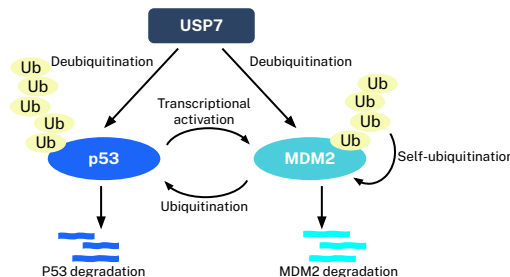 USP7
Deubiquitination
Deubiquitination
Ub
Ub
Ub
Ub
Ub
Ub
Ub
Ub
Ub
Transcriptional
activation
p53
MDM2
Self-ubiquitination
Ubiquitination
P53 degradation
MDM2 degradation